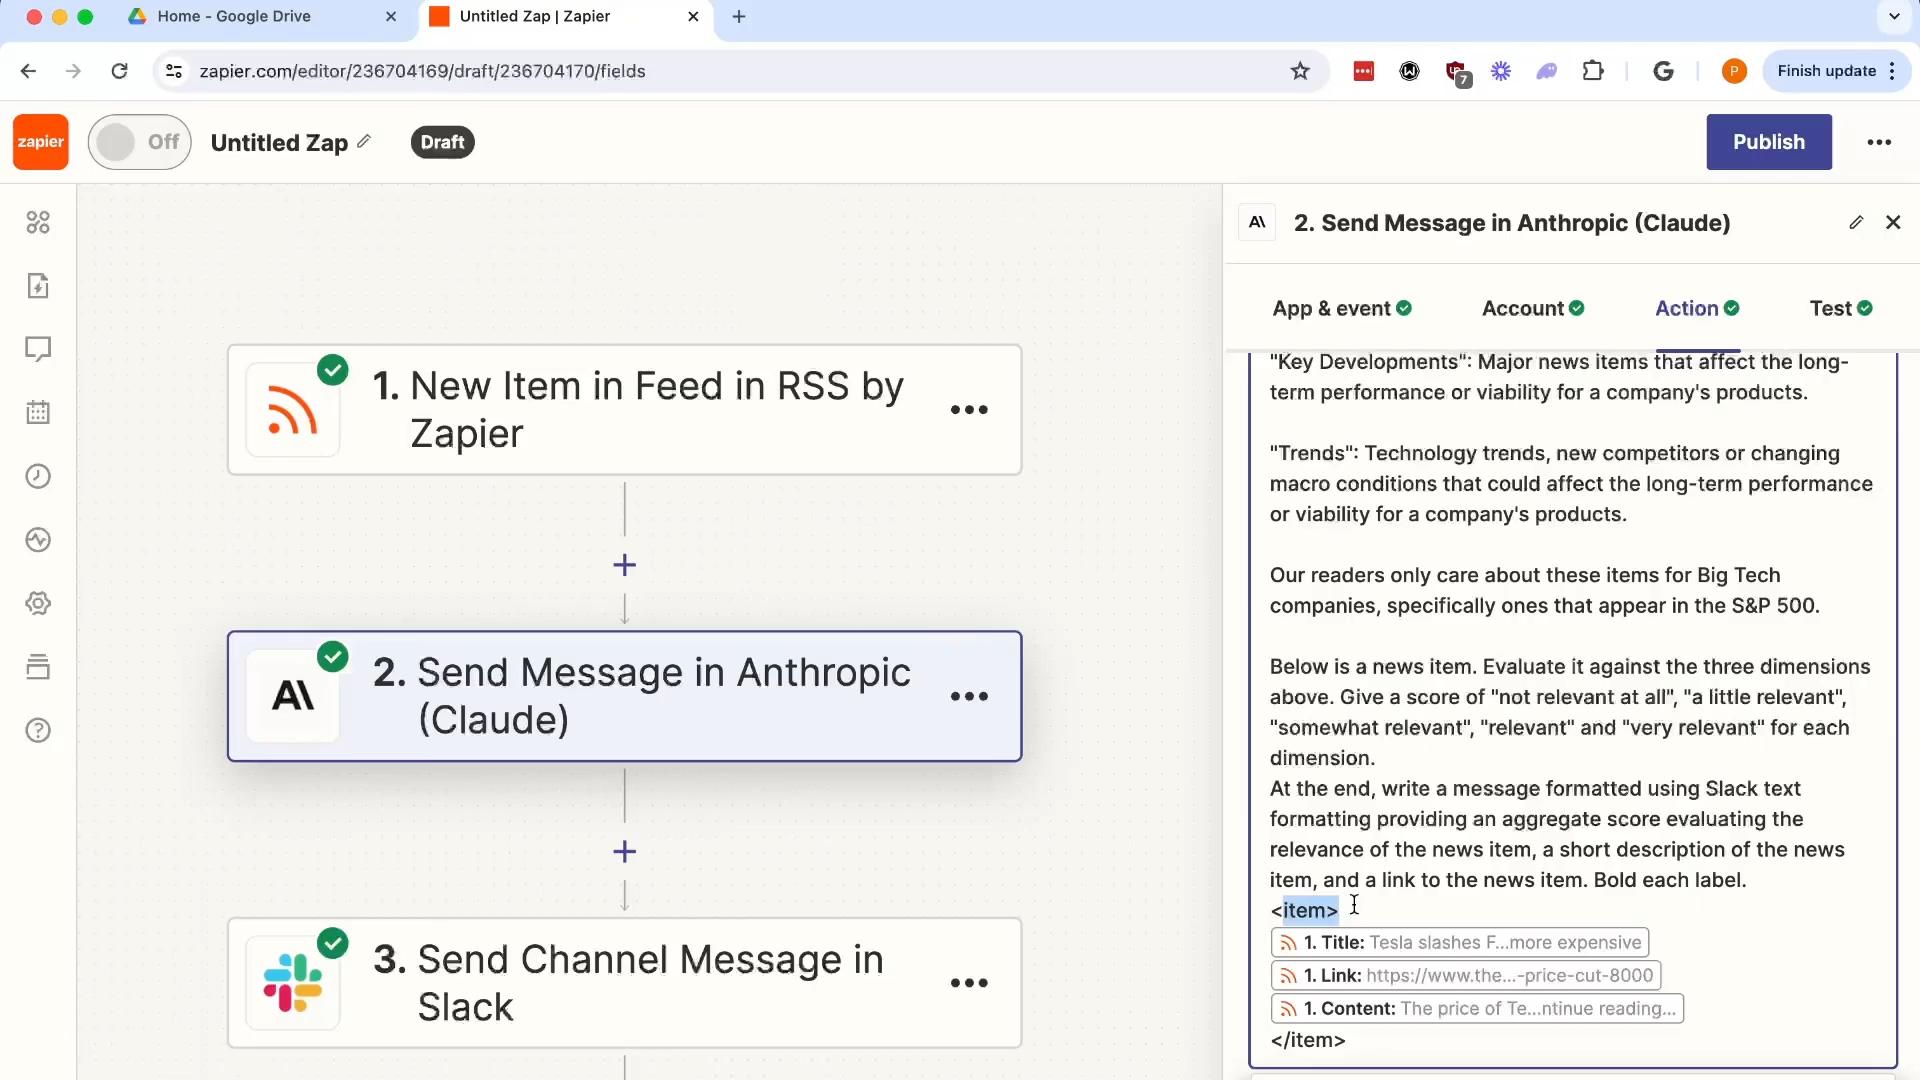 Home - Google Drive
Untitled Zap | Zapier
zapier.com/editor/236704169/draft/236704170/fields
7
G
P
Finish update
zapier
Off
Untitled Zap
Draft
Publish
2. Send Message in Anthropic (Claude)
App & event
Account
Action
Test
1. New Item in Feed in RSS by
Zapier
2. Send Message in Anthropic
(Claude)
3. Send Channel Message in
Slack
"Key Developments": Major news items that affect the long-
term performance or viability for a company's products.
"Trends": Technology trends, new competitors or changing
macro conditions that could affect the long-term performance
or viability for a company's products.
Our readers only care about these items for Big Tech
companies, specifically ones that appear in the S&P 500.
Below is a news item. Evaluate it against the three dimensions
above. Give a score of "not relevant at all", "a little relevant",
"somewhat relevant", "relevant" and "very relevant" for each
dimension.
At the end, write a message formatted using Slack text
formatting providing an aggregate score evaluating the
relevance of the news item, a short description of the news
item, and a link to the news item. Bold each label.
<item>
1. Title: Tesla slashes F...more expensive
1. Link: https://www.the...-price-cut-8000
1. Content: The price of Te...ntinue reading...
</item>